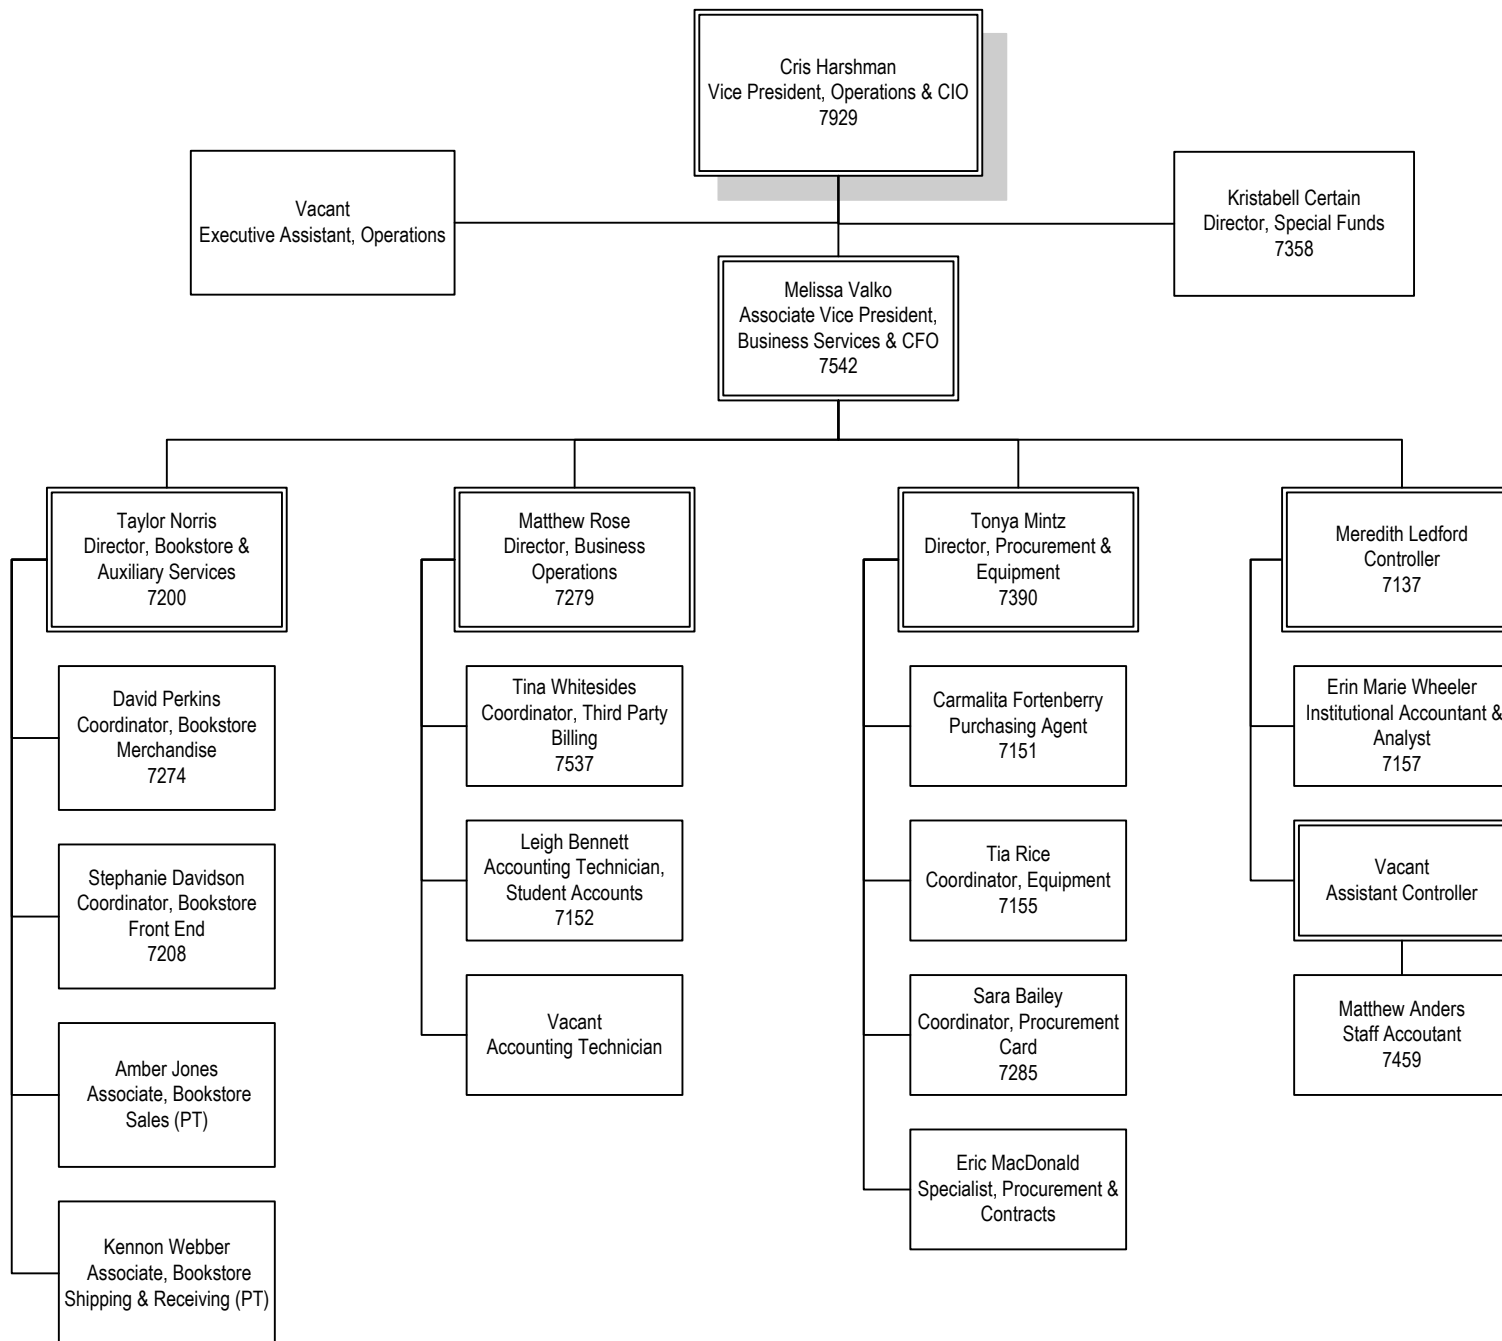 Cris Harshman
Vice President, Operations & CIO
7929
Vacant
Executive Assistant, Operations
Kristabell Certain
Director, Special Funds
7358
Melissa Valko
Associate Vice President,
Business Services & CFO
7542
Taylor Norris
Director, Bookstore &
Auxiliary Services
7200
David Perkins
Coordinator, Bookstore
Merchandise
7274
Stephanie Davidson
Coordinator, Bookstore
Front End
7208
Amber Jones
Associate, Bookstore
Sales (PT)
Kennon Webber
Associate, Bookstore
Shipping & Receiving (PT)
Matthew Rose
Director, Business
Operations
7279
Tina Whitesides
Coordinator, Third Party
Billing
7537
Leigh Bennett
Accounting Technician,
Student Accounts
7152
Vacant
Accounting Technician
Tonya Mintz
Director, Procurement &
Equipment
7390
Carmalita Fortenberry
Purchasing Agent
7151
Tia Rice
Coordinator, Equipment
7155
Sara Bailey
Coordinator, Procurement
Card
7285
Eric MacDonald
Specialist, Procurement &
Contracts
Meredith Ledford
Controller
7137
Erin Marie Wheeler
Institutional Accountant &
Analyst
7157
Vacant
Assistant Controller
Matthew Anders
Staff Accoutant
7459